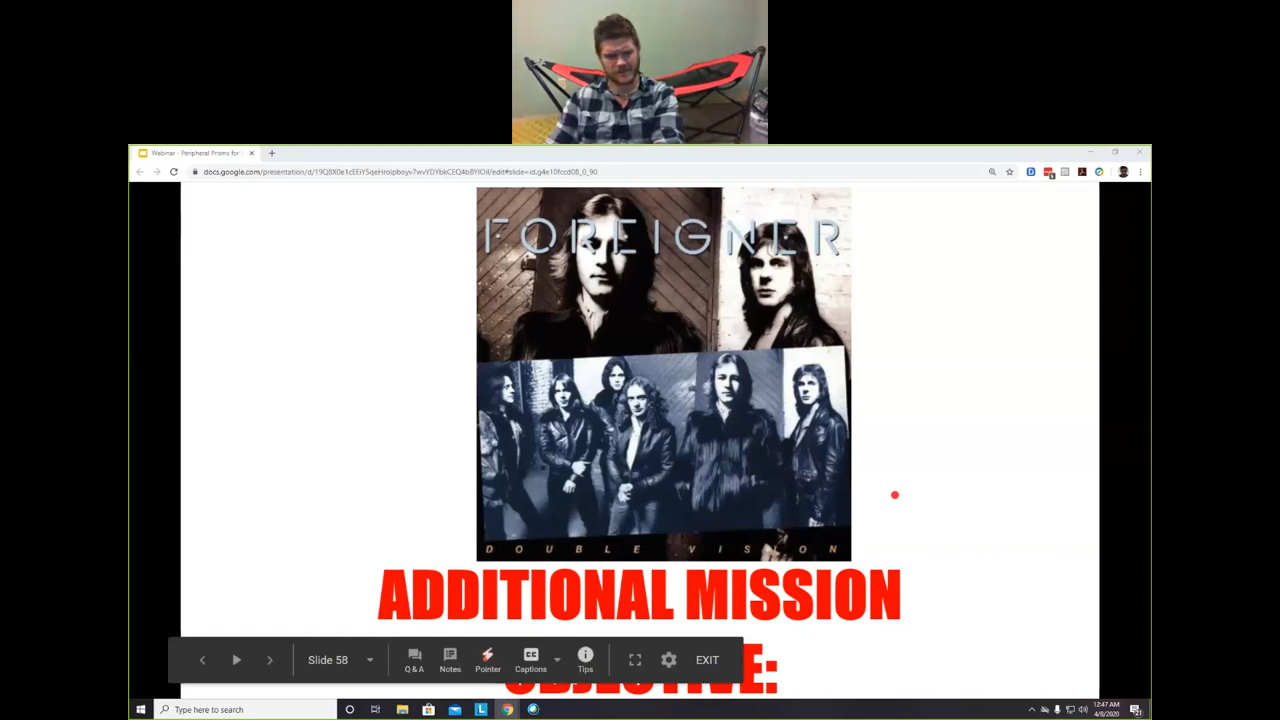 Webinar - Peripheral Prisms for
docs.google.com/presentation/d/19Q8X0e1cEEiY5qeHroipboyv7wvYDYbkCEQ4b8YlOiI/edit#slide=id.g4e10fccd08_0_90
FOREIGNER
DOUBLE VISION
ADDITIONAL MISSION
OBJECTIVE:
Slide 58
Q & A
Notes
Pointer
Captions
Tips
EXIT
Type here to search
12:47 AM
4/8/2020